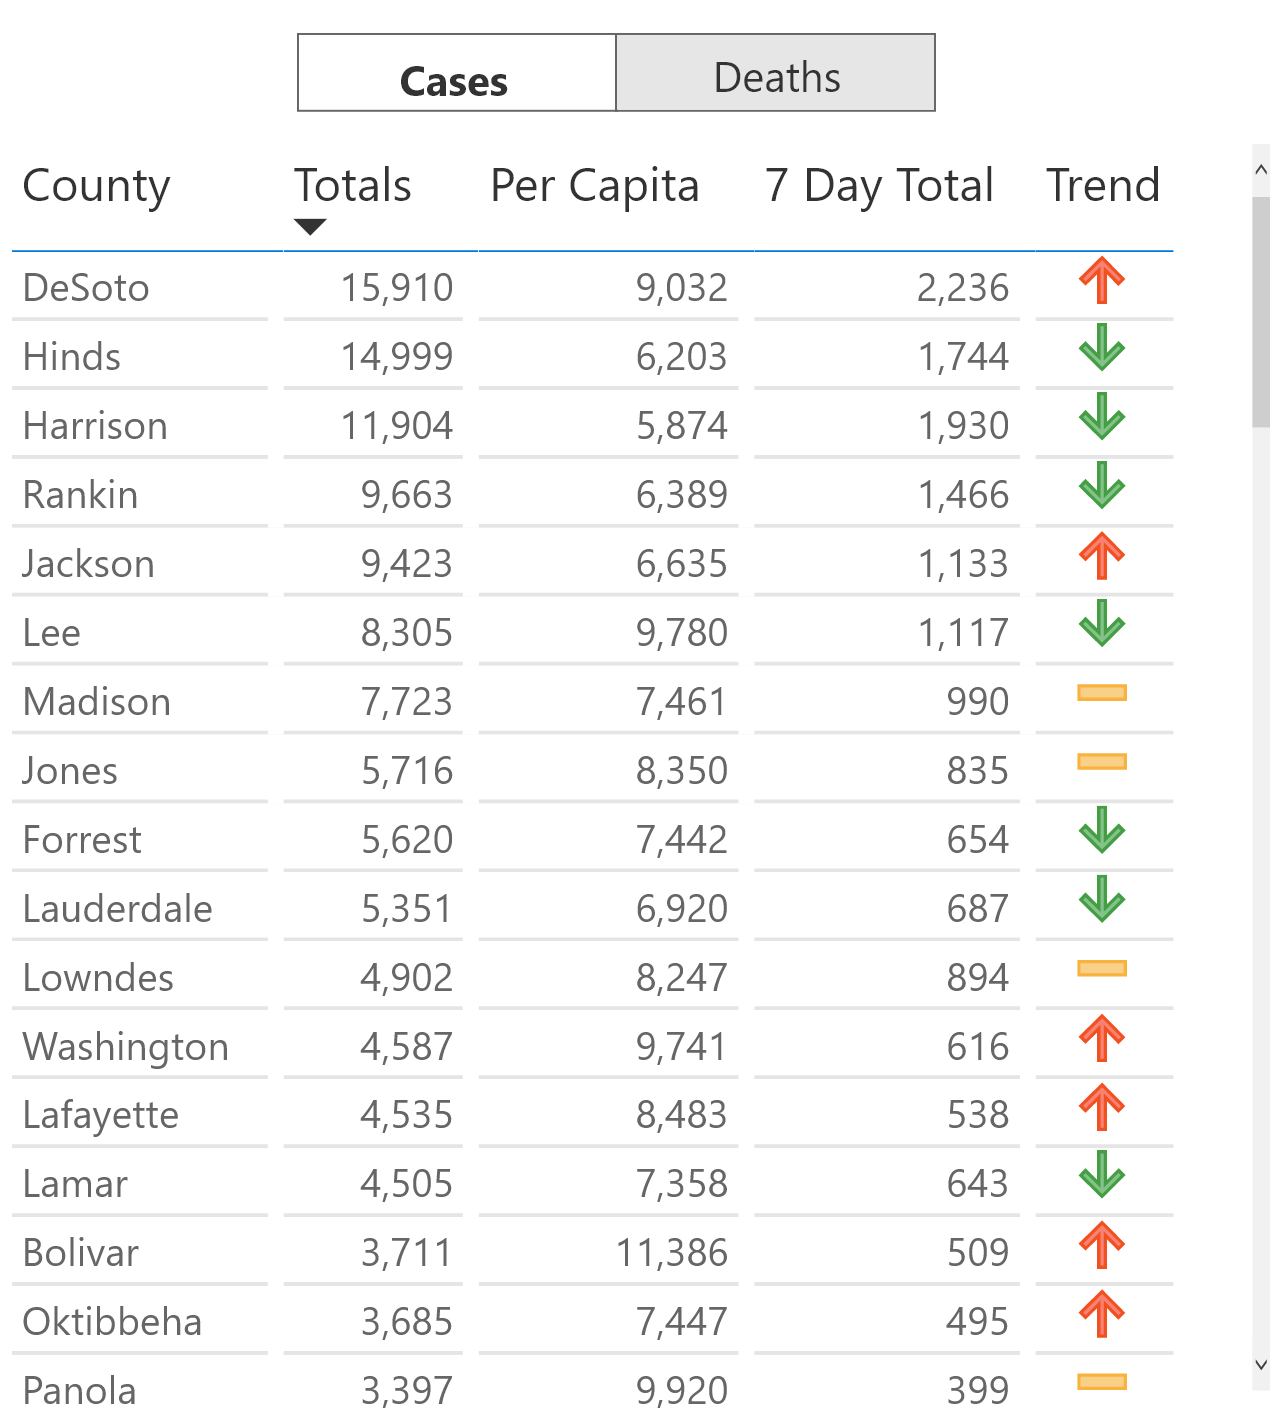 Cases Deaths
County Totals Per Capita 7 Day Total Trend
DeSoto 15,910 9,032 2,236
Hinds 14,999 6,203 1,744
Harrison 11,904 5,874 1,930
Rankin 9,663 6,389 1,466
Jackson 9,423 6,635 1,133
Lee 8,305 9,780 1,117
Madison 7,723 7,461 990
Jones 5,716 8,350 835
Forrest 5,620 7,442 654
Lauderdale 5,351 6,920 687
Lowndes 4,902 8,247 894
Washington 4,587 9,741 616
Lafayette 4,535 8,483 538
Lamar 4,505 7,358 643
Bolivar 3,711 11,386 509
Oktibbeha 3,685 7,447 495
Panola 3,397 9,920 399